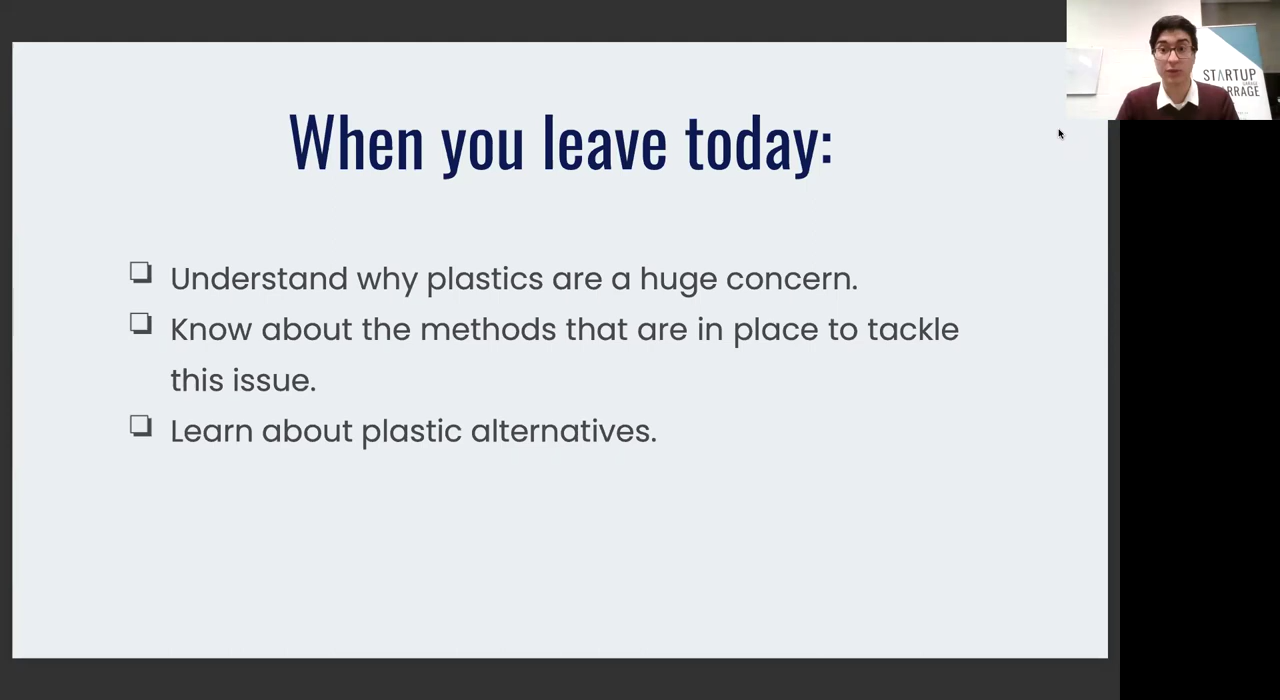 When you leave today:
Understand why plastics are a huge concern.
Know about the methods that are in place to tackle
this issue.
Learn about plastic alternatives.
STARTUP